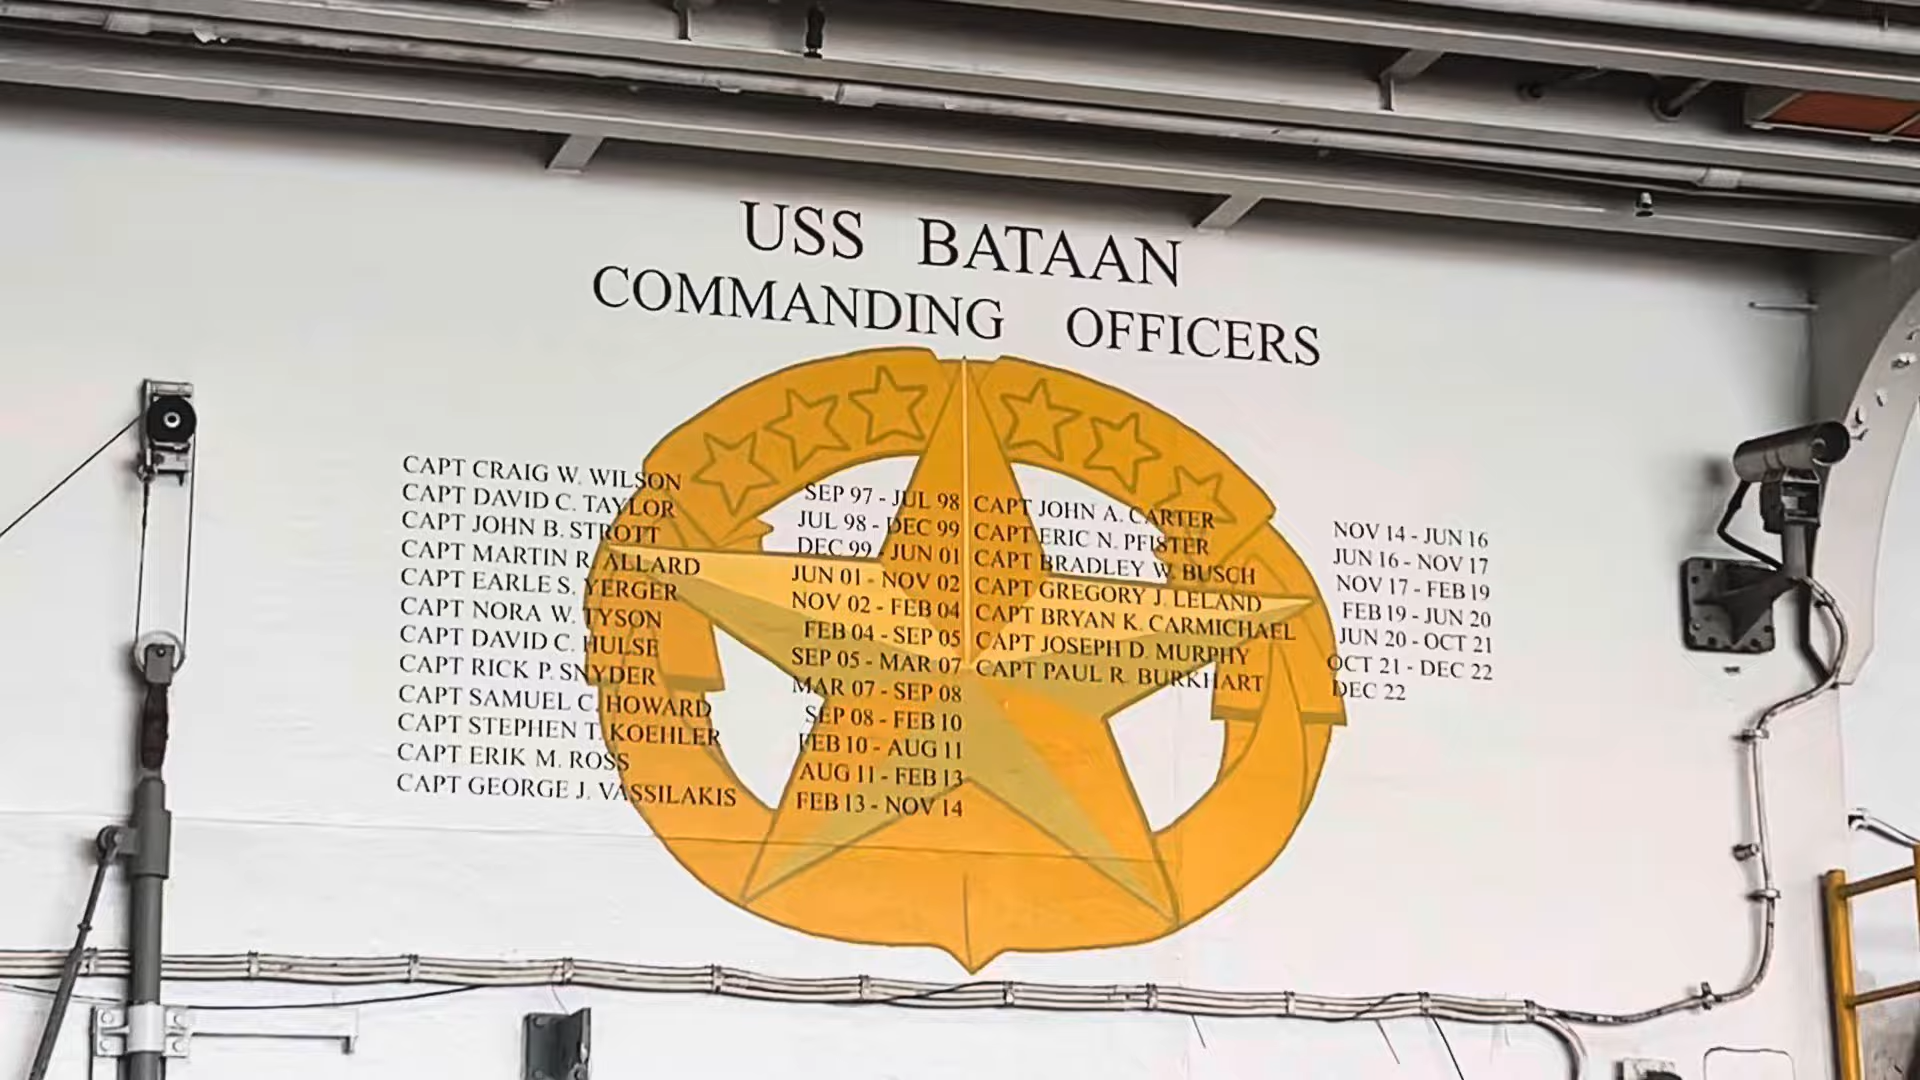 USS BATAAN
COMMANDING OFFICERS
CAPT CRAIG W. WILSON SEP 97 - JUL 98
CAPT DAVID C. TAYLOR JUL 98 - DEC 99
CAPT JOHN B. STROTT DEC 99 - JUN 01
CAPT MARTIN R. ALLARD JUN 01 - NOV 02
CAPT EARLE S. YERGER NOV 02 - FEB 04
CAPT NORA W. TYSON FEB 04 - SEP 05
CAPT DAVID C. HULSE SEP 05 - MAR 07
CAPT RICK P. SNYDER MAR 07 - SEP 08
CAPT SAMUEL C. HOWARD SEP 08 - FEB 10
CAPT STEPHEN T. KOEHLER FEB 10 - AUG 11
CAPT ERIK M. ROSS AUG 11 - FEB 13
CAPT GEORGE J. VASSILAKIS FEB 13 - NOV 14
CAPT JOHN A. CARTER NOV 14 - JUN 16
CAPT ERIC N. PFISTER JUN 16 - NOV 17
CAPT BRADLEY W. BUSCH NOV 17 - FEB 19
CAPT GREGORY J. LELAND FEB 19 - JUN 20
CAPT BRYAN K. CARMICHAEL JUN 20 - OCT 21
CAPT JOSEPH D. MURPHY OCT 21 - DEC 22
CAPT PAUL R. BURKHART DEC 22